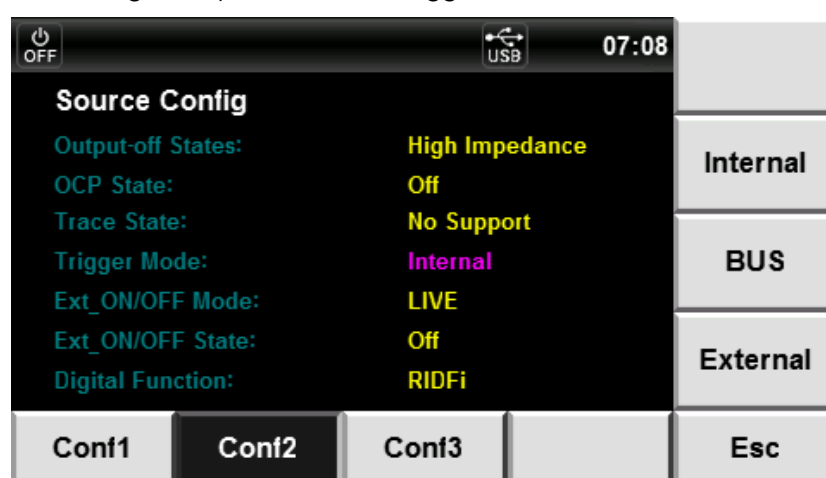 OFF USB 07:08
Source Config
Output-off States: High Impedance
OCP State: Off
Trace State: No Support
Trigger Mode: Internal
Ext_ON/OFF Mode: LIVE
Ext_ON/OFF State: Off
Digital Function: RIDFi
Internal
BUS
External
Conf1 Conf2 Conf3 Esc